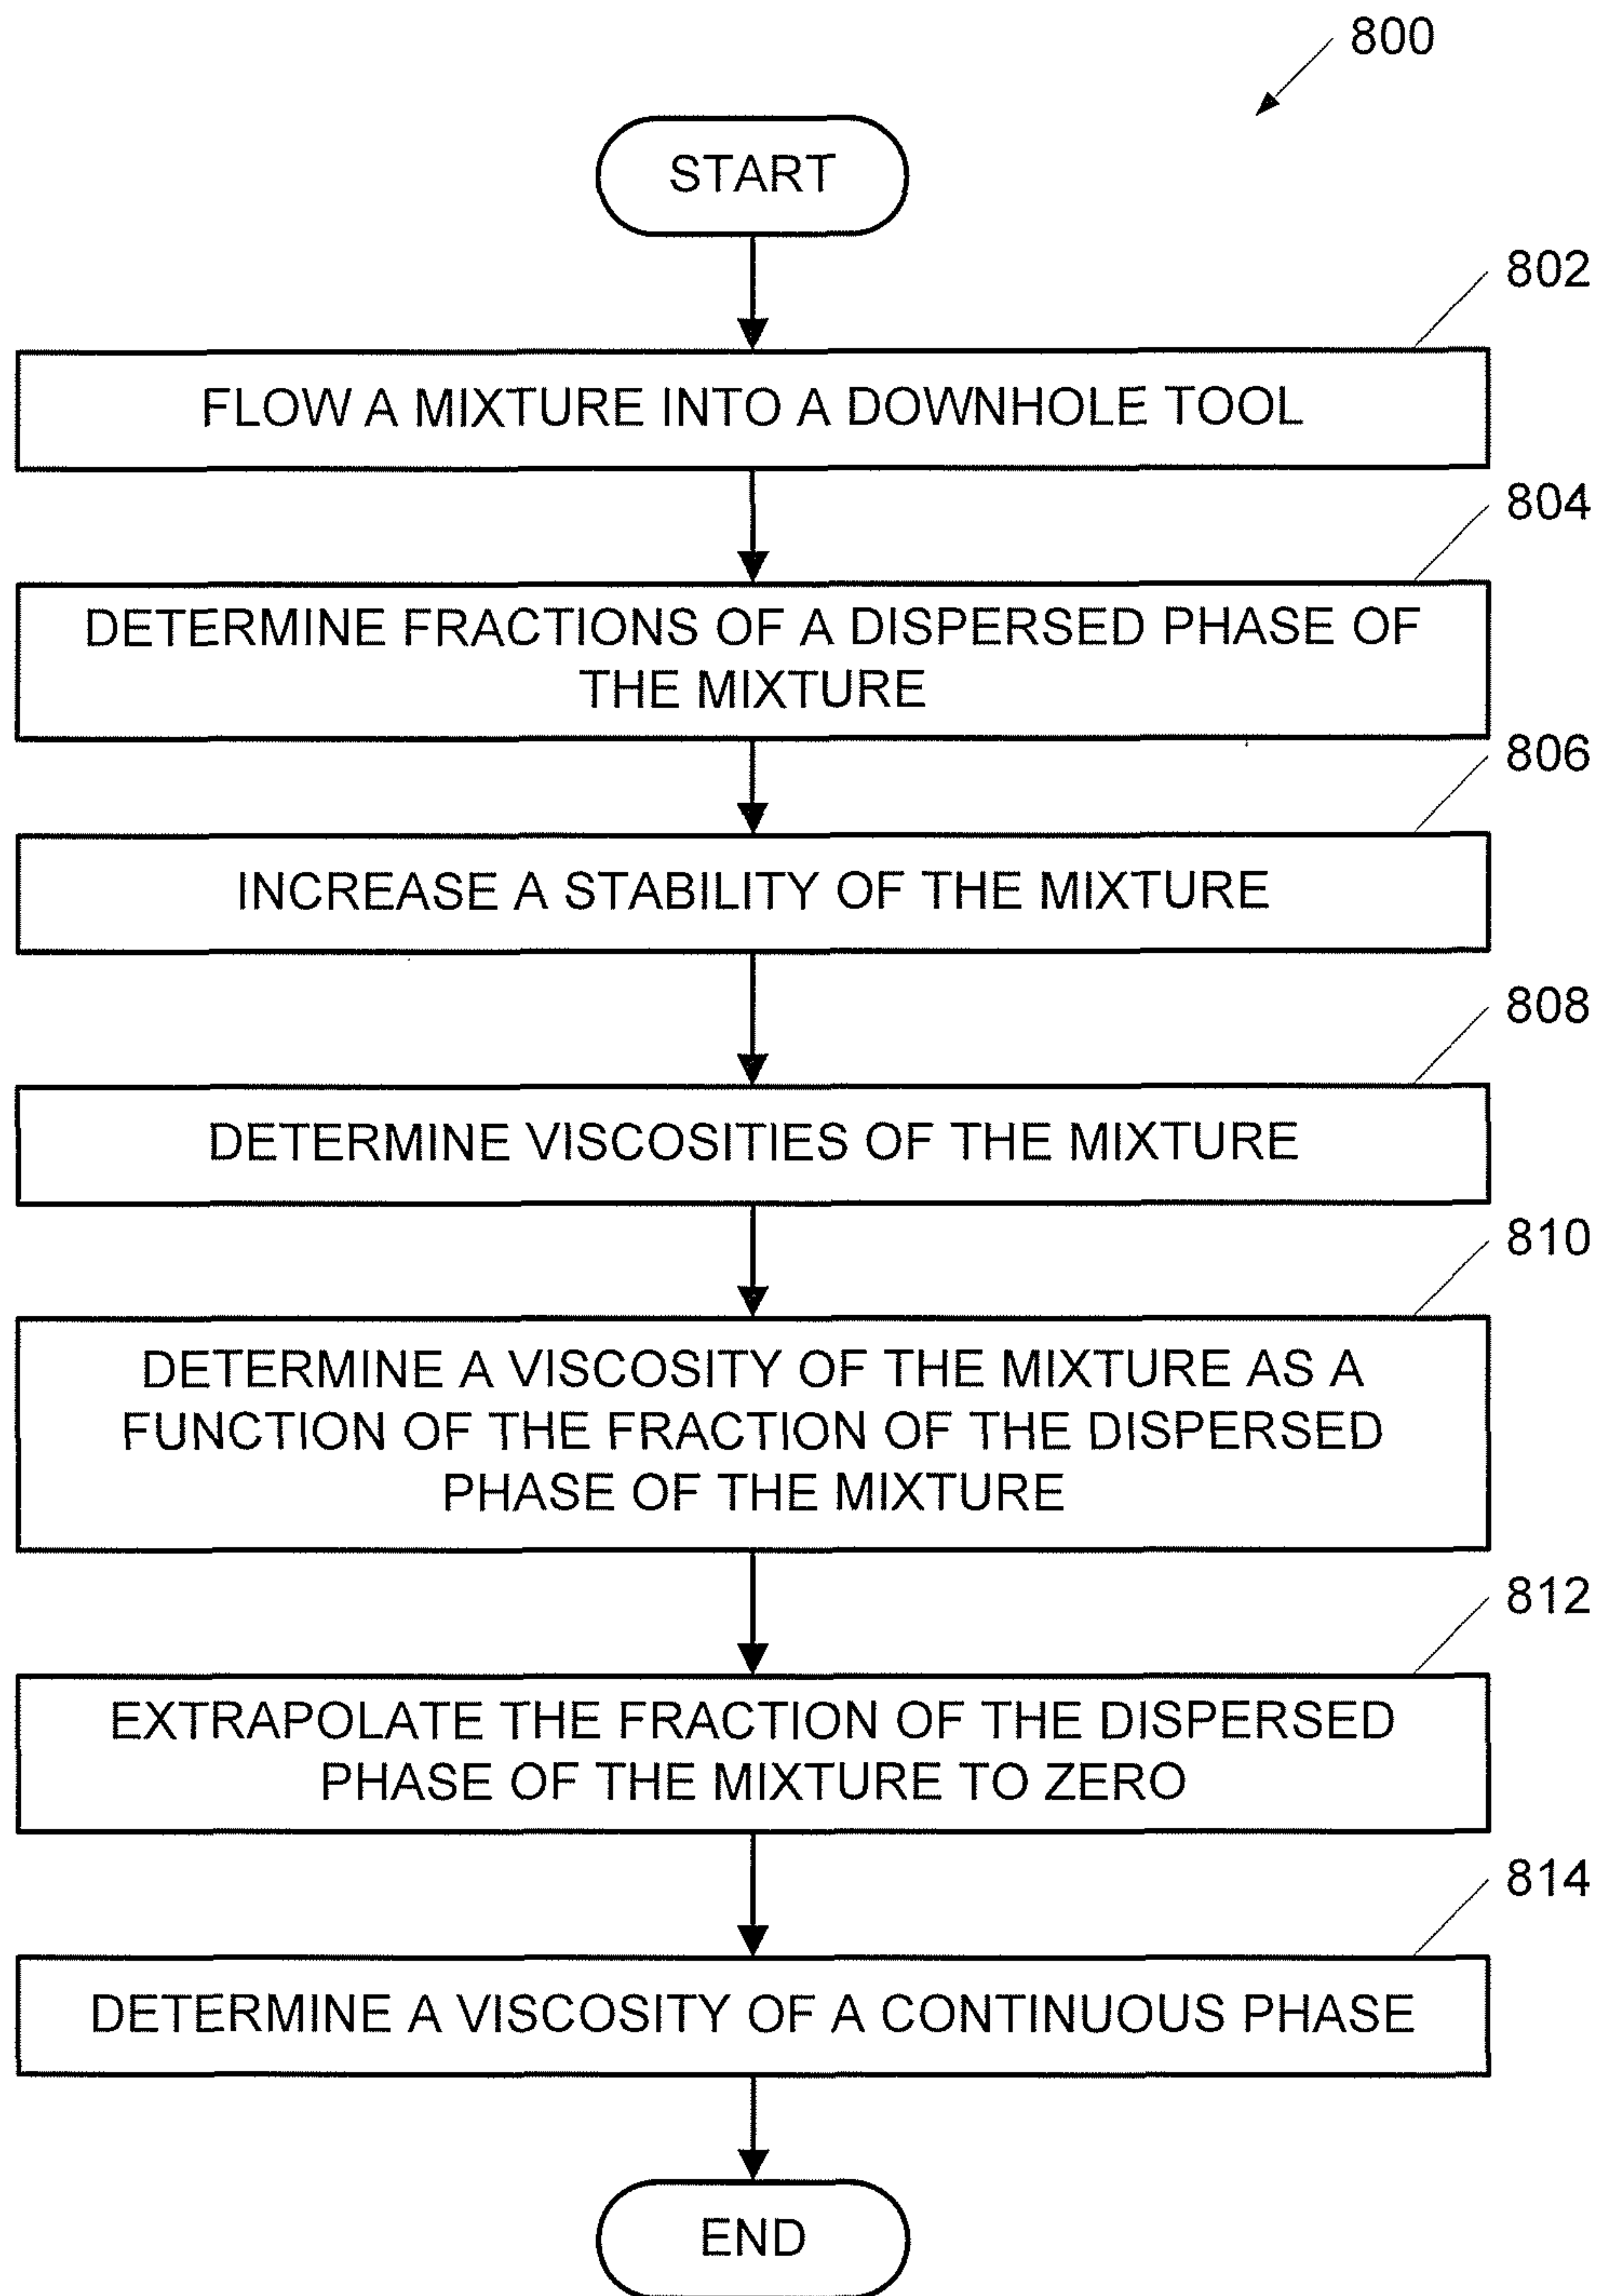 800
START
802
FLOW A MIXTURE INTO A DOWNHOLE TOOL
804
DETERMINE FRACTIONS OF A DISPERSED PHASE OF
THE MIXTURE
806
INCREASE A STABILITY OF THE MIXTURE
808
DETERMINE VISCOSITIES OF THE MIXTURE
810
DETERMINE A VISCOSITY OF THE MIXTURE AS A
FUNCTION OF THE FRACTION OF THE DISPERSED
PHASE OF THE MIXTURE
812
EXTRAPOLATE THE FRACTION OF THE DISPERSED
PHASE OF THE MIXTURE TO ZERO
814
DETERMINE A VISCOSITY OF A CONTINUOUS PHASE
END